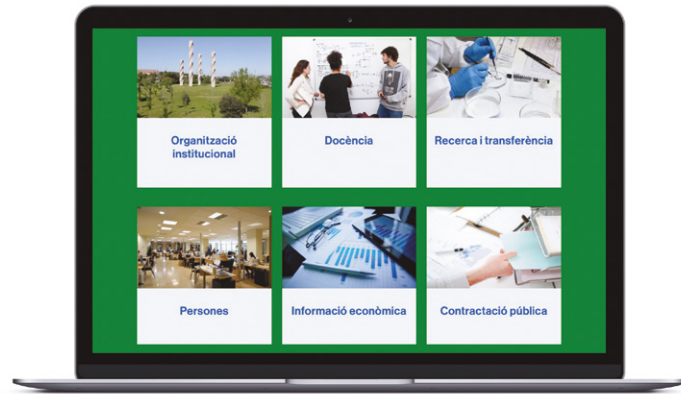 Organització
institucional
Docència
Recerca i transferència
Persones
Informació econòmica
Contractació pública